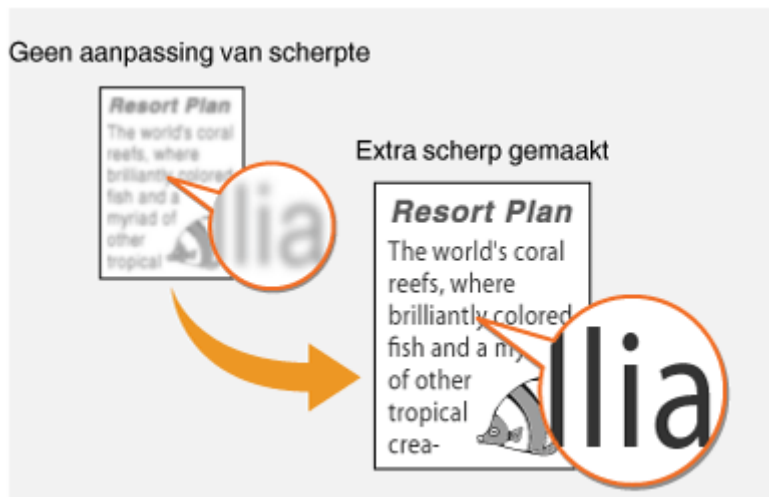 Geen aanpassing van scherpte
Resort Plan
The world's coral
reefs, where
brilliantly colored
fish and a
myriad of
other
tropical
llia
Extra scherp gemaakt
Resort Plan
The world's coral
reefs, where
brilliantly colored
fish and a my
of other
tropical
crea-
llia